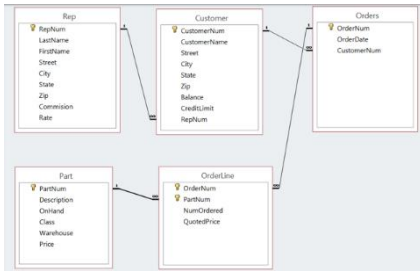 Rep
RepNum
LastName
FirstName
Street
City
State
Zip
Commision
Rate
Customer
CustomerNum
CustomerName
Street
City
State
Zip
Balance
CreditLimit
RepNum
Orders
OrderNum
OrderDate
CustomerNum
Part
PartNum
Description
OnHand
Class
Warehouse
Price
OrderLine
OrderNum
PartNum
NumOrdered
QuotedPrice